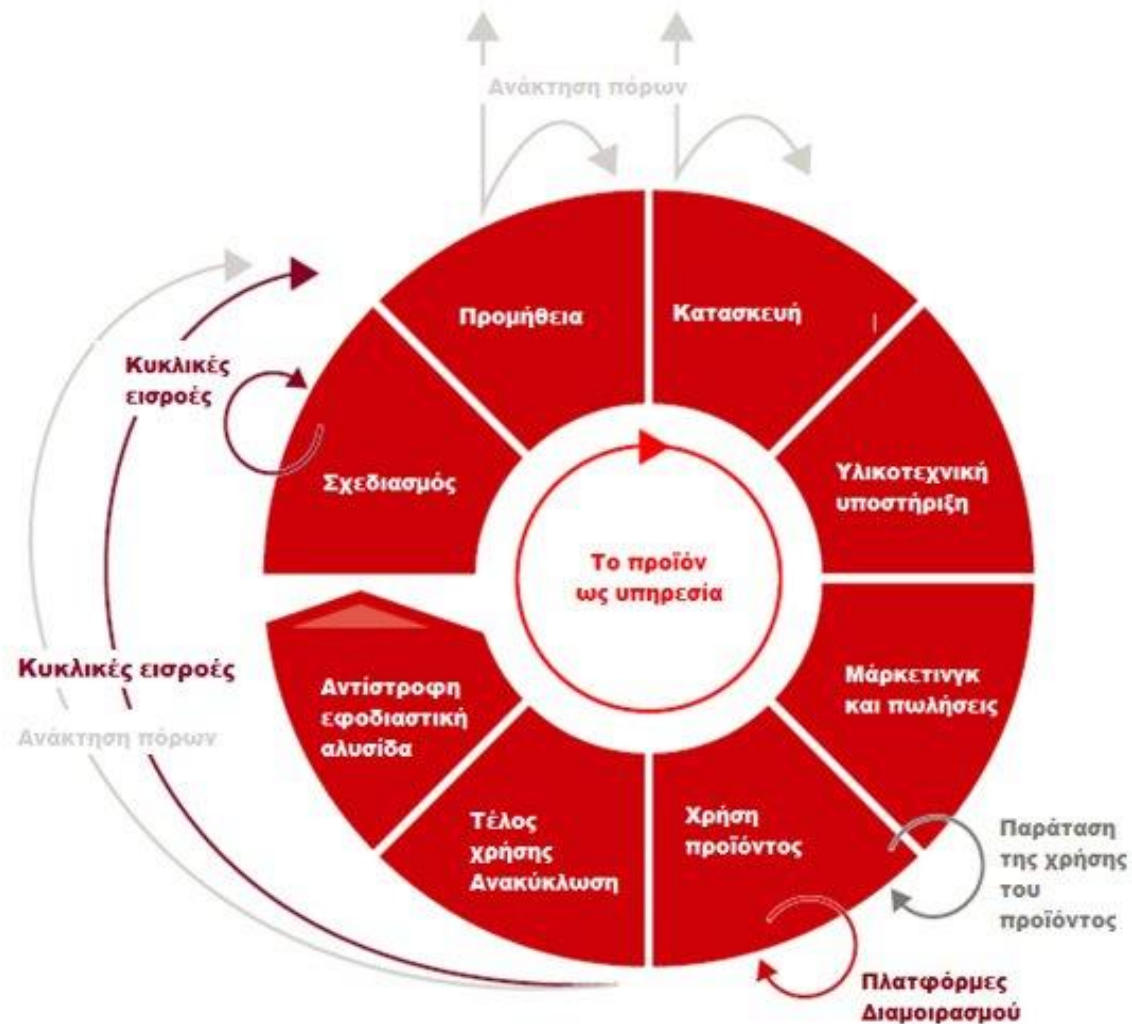 Ανάκτηση πόρων
Προμήθεια
Κατασκευή
Κυκλικές
εισροές
Σχεδιασμός
Υλικοτεχνική
υποστήριξη
Το προϊόν
ως υπηρεσία
Κυκλικές εισροές
Ανάκτηση πόρων
Αντίστροφη
εφοδιαστική
αλυσίδα
Μάρκετινγκ
και πωλήσεις
Τέλος
χρήσης
Ανακύκλωση
Χρήση
προϊόντος
Παράταση
της χρήσης
του
προϊόντος
Πλατφόρμες
Διαμοιρασμού